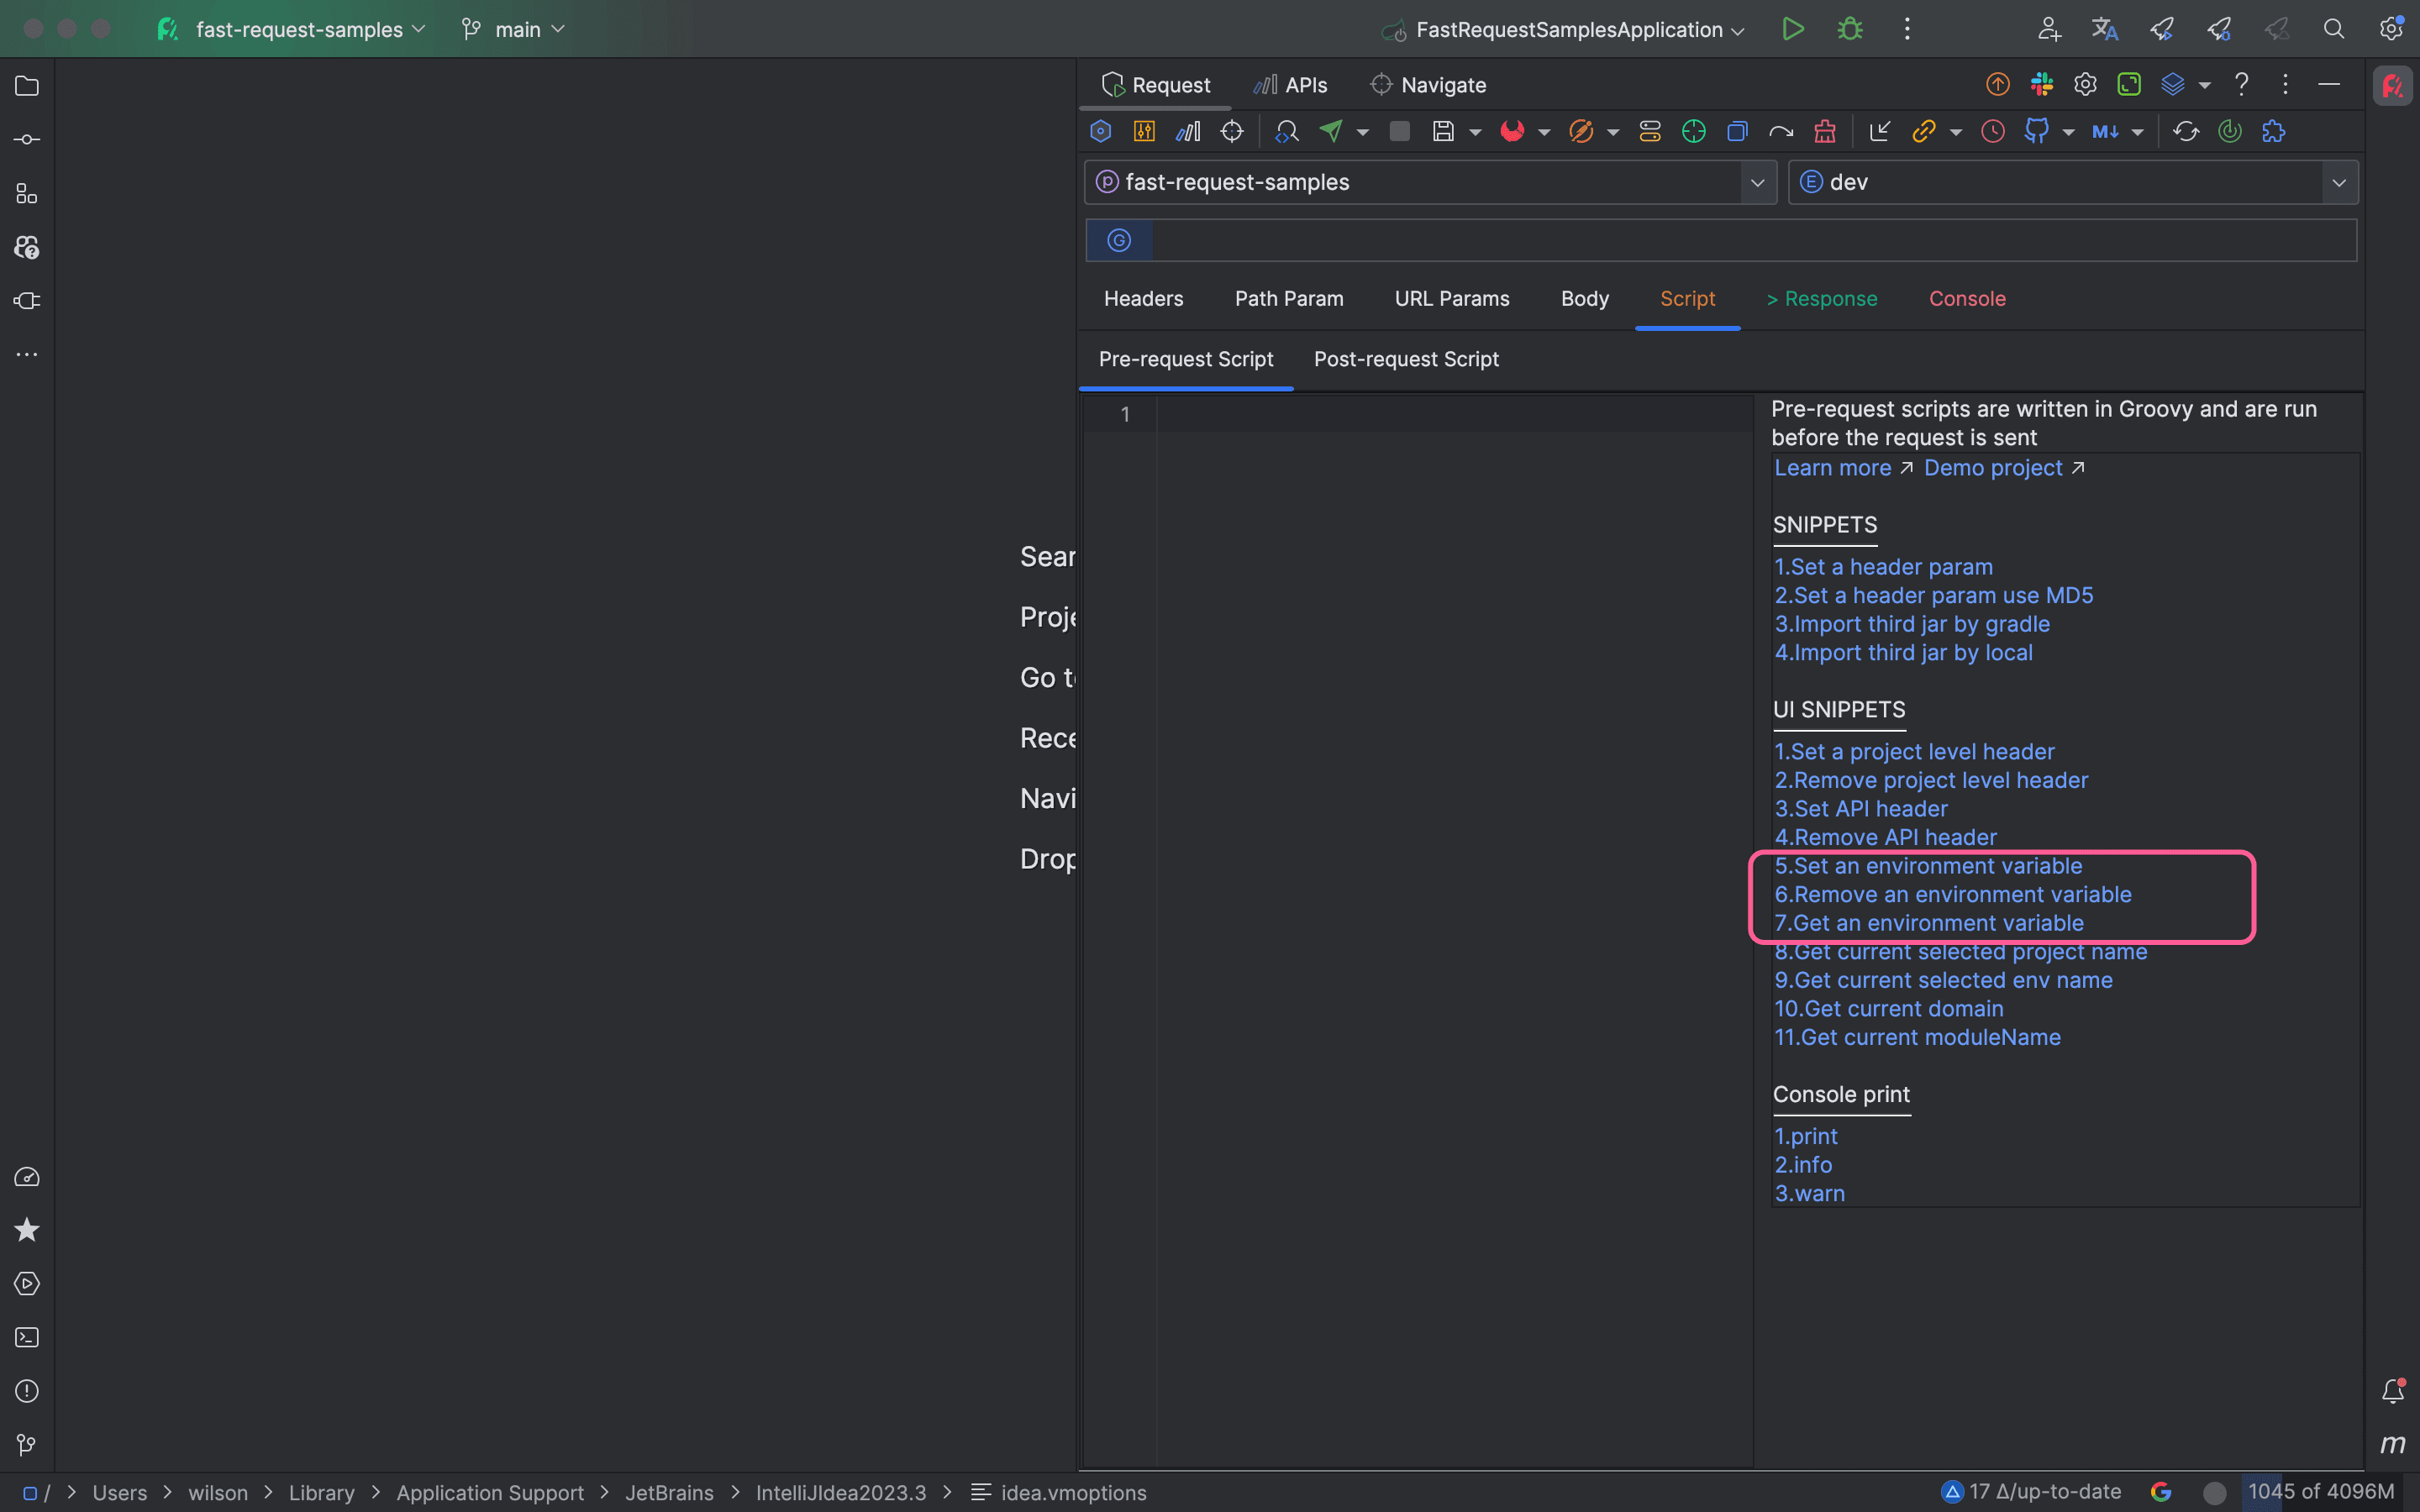 fast-request-samples
main
FastRequestSamplesApplication
Request
APIs
Navigate
M↓
P fast-request-samples
E dev
G
Headers
Path Param
URL Params
Body
Script
> Response
Console
Pre-request Script
Post-request Script
1
Pre-request scripts are written in Groovy and are run
before the request is sent
Learn more ↗ Demo project ↗
SNIPPETS
1.Set a header param
2.Set a header param use MD5
3.Import third jar by gradle
4.Import third jar by local
UI SNIPPETS
1.Set a project level header
2.Remove project level header
3.Set API header
4.Remove API header
5.Set an environment variable
6.Remove an environment variable
7.Get an environment variable
8.Get current selected project name
9.Get current selected env name
10.Get current domain
11.Get current moduleName
Console print
1.print
2.info
3.warn
Sear
Proje
Go to
Rece
Navi
Drop
m
/ > Users > wilson > Library > Application Support > JetBrains > IntelliJIdea2023.3 > idea.vmoptions
17 Δ/up-to-date
1045 of 4096M